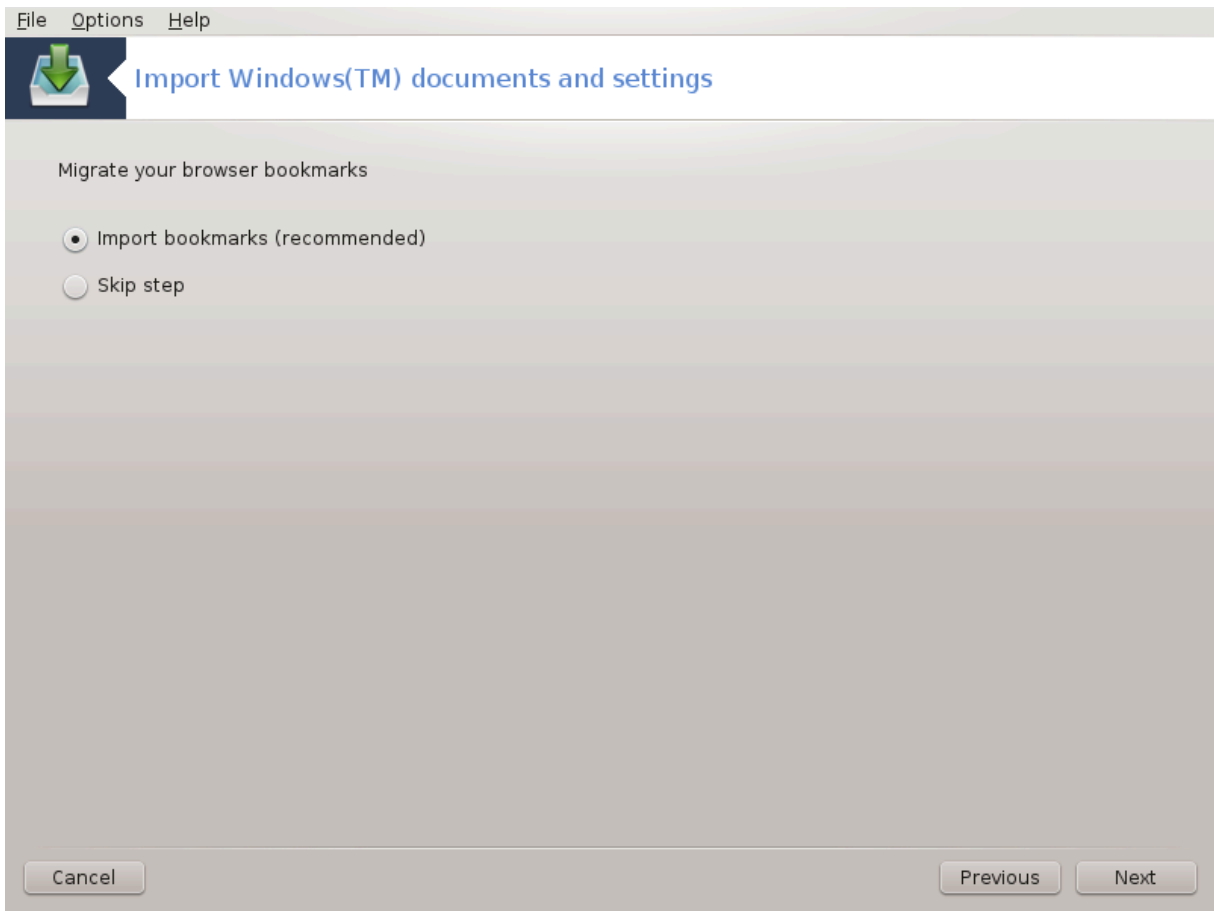 File Options Help
Import Windows(TM) documents and settings
Migrate your browser bookmarks
Import bookmarks (recommended)
Skip step
Cancel Previous Next